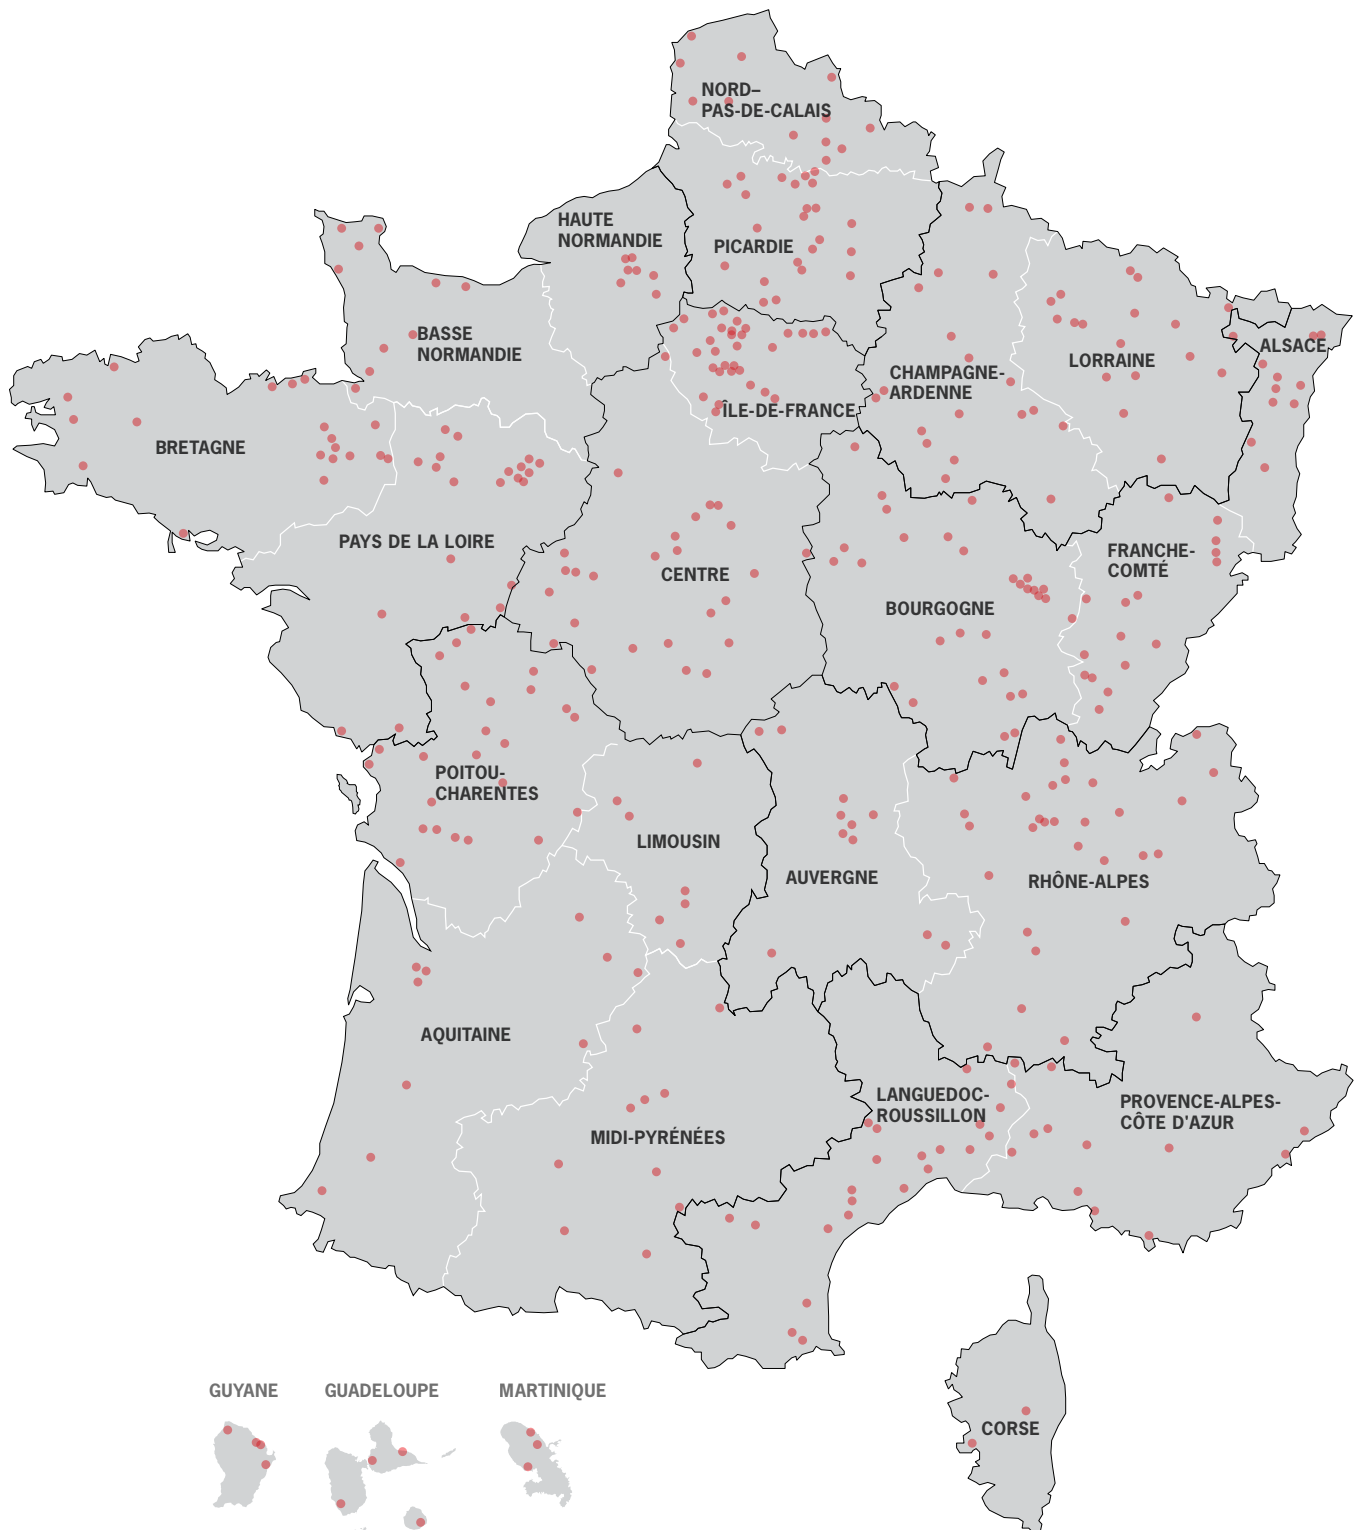 NORD–
PAS-DE-CALAIS
HAUTE
NORMANDIE
PICARDIE
BASSE
NORMANDIE
ALSACE
LORRAINE
CHAMPAGNE-
ARDENNE
ÎLE-DE-FRANCE
BRETAGNE
PAYS DE LA LOIRE
CENTRE
FRANCHE-
COMTÉ
BOURGOGNE
POITOU-
CHARENTES
LIMOUSIN
AUVERGNE
RHÔNE-ALPES
AQUITAINE
LANGUEDOC-
ROUSSILLON
PROVENCE-ALPES-
CÔTE D'AZUR
MIDI-PYRÉNÉES
GUYANE
GUADELOUPE
MARTINIQUE
CORSE